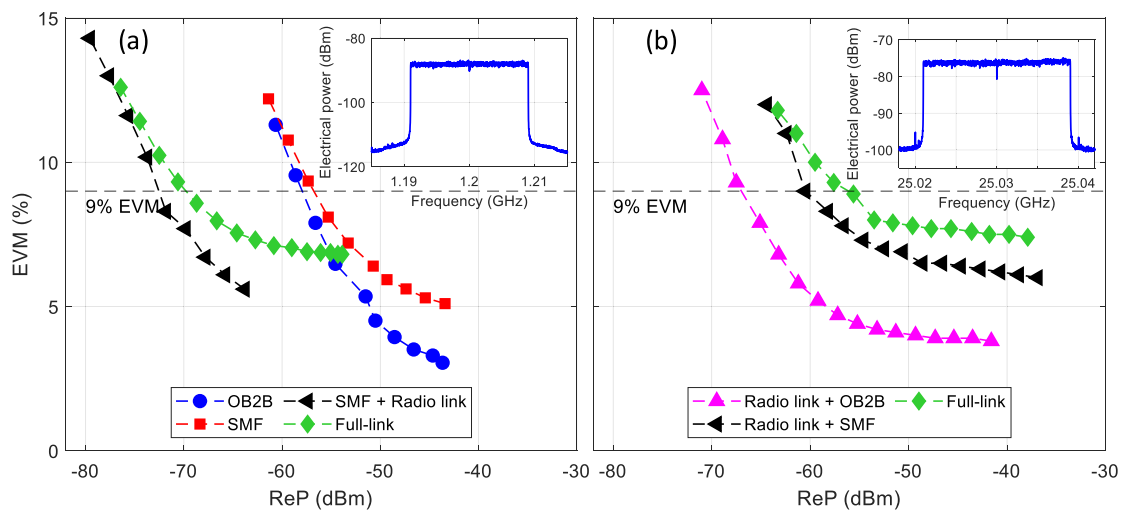 15
10
5
0
EVM (%)
(a)
-80
-100
-120
Electrical power (dBm)
1.19 1.2 1.21
Frequency (GHz)
9% EVM
OB2B
SMF
SMF + Radio link
Full-link
-80 -70 -60 -50 -40 -30
ReP (dBm)
(b)
-70
-80
-90
-100
Electrical power (dBm)
25.02 25.03 25.04
Frequency (GHz)
9% EVM
Radio link + OB2B
Radio link + SMF
Full-link
-80 -70 -60 -50 -40 -30
ReP (dBm)